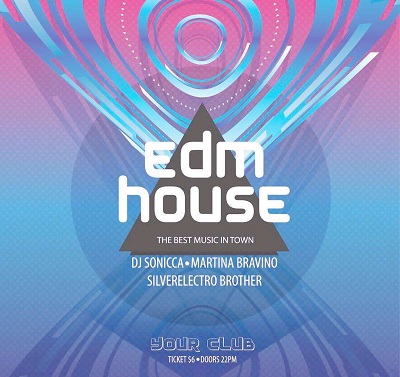 edm
house
THE BEST MUSIC IN TOWN
DJ SONICCA • MARTINA BRAVINO
SILVERELECTRO BROTHER
YOUR CLUB
TICKET $6 • DOORS 22PM